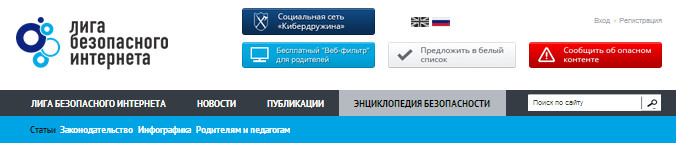 лига
безопасного
интернета
Социальная сеть
«Кибердружина»
Вход » Регистрация
Бесплатный "Веб-фильтр"
для родителей
Предложить в белый
список
Сообщить об опасном
контенте
ЛИГА БЕЗОПАСНОГО ИНТЕРНЕТА НОВОСТИ ПУБЛИКАЦИИ ЭНЦИКЛОПЕДИЯ БЕЗОПАСНОСТИ Поиск по сайту
Статьи Законодательство Инфографика Родителям и педагогам